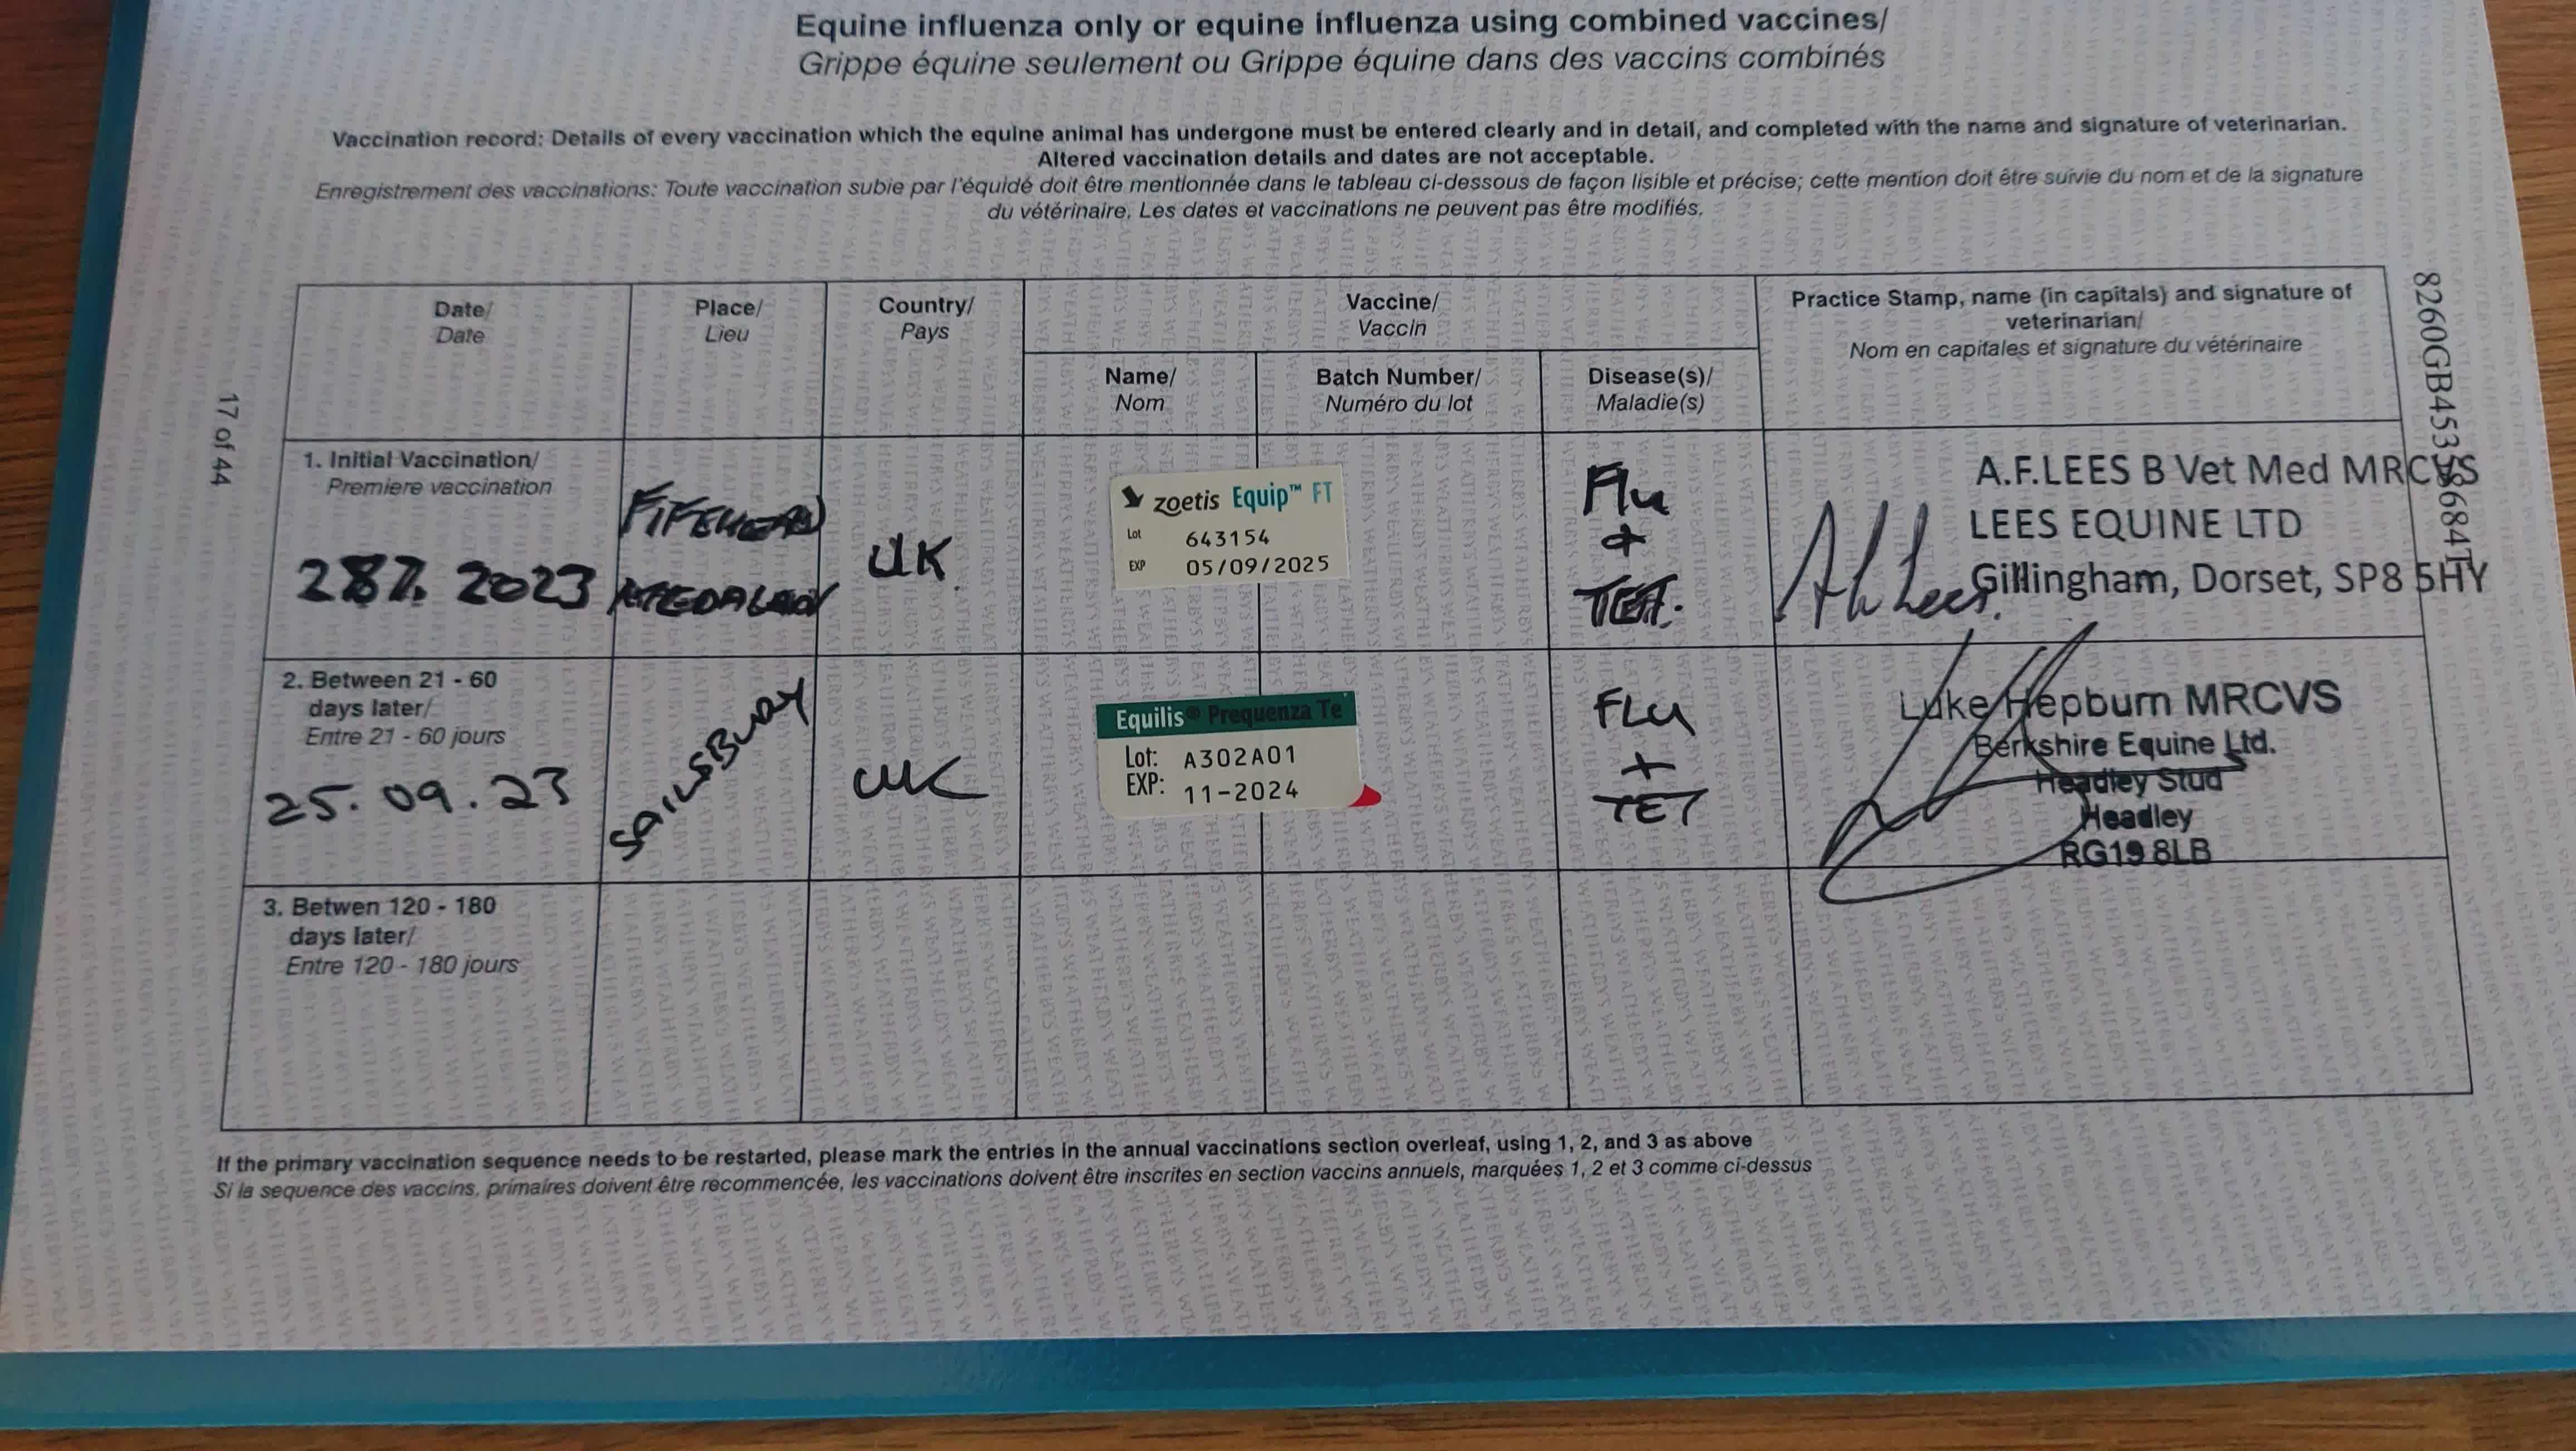 Equine influenza only or equine influenza using combined vaccines/
Grippe équine seulement ou Grippe équine dans des vaccins combinés
Vaccination record: Details of every vaccination which the equine animal has undergone must be entered clearly and in detail, and completed with the name and signature of veterinarian.
Altered vaccination details and dates are not acceptable.
Enregistrement des vaccinations: Toute vaccination subie par l'équidé doit être mentionnée dans le tableau ci-dessous de façon lisible et précise; cette mention doit être suivie du nom et de la signature
du vétérinaire. Les dates et vaccinations ne peuvent pas être modifiés.
Date/
Date
Place/
Lieu
Country/
Pays
Vaccine/
Vaccin
Name/
Nom
Batch Number/
Numéro du lot
Disease(s)/
Maladie(s)
Practice Stamp, name (in capitals) and signature of
veterinarian/
Nom en capitales et signature du vétérinaire
1. Initial Vaccination/
Premiere vaccination
287. 2023
FIFEHEAD
UK
zoetis Equip™ FT
Lot 643154
EXP 05/09/2025
Flu
+
TET.
A.F.LEES B Vet Med MRCVS
LEES EQUINE LTD
Gillingham, Dorset, SP8 5HY
2. Between 21 - 60
days later/
Entre 21 - 60 jours
25.09.23
SAILSBURY
UK
Equilis® Prequenza Te
Lot: A302A01
EXP: 11-2024
FLU
+
TET
Luke Hepburn MRCVS
Berkshire Equine Ltd.
Headley Stud
Headley
RG19 8LB
3. Betwen 120 - 180
days later/
Entre 120 - 180 jours
If the primary vaccination sequence needs to be restarted, please mark the entries in the annual vaccinations section overleaf, using 1, 2, and 3 as above
Si la sequence des vaccins, primaires doivent être recommencée, les vaccinations doivent être inscrites en section vaccins annuels, marquées 1, 2 et 3 comme ci-dessus
17 of 44